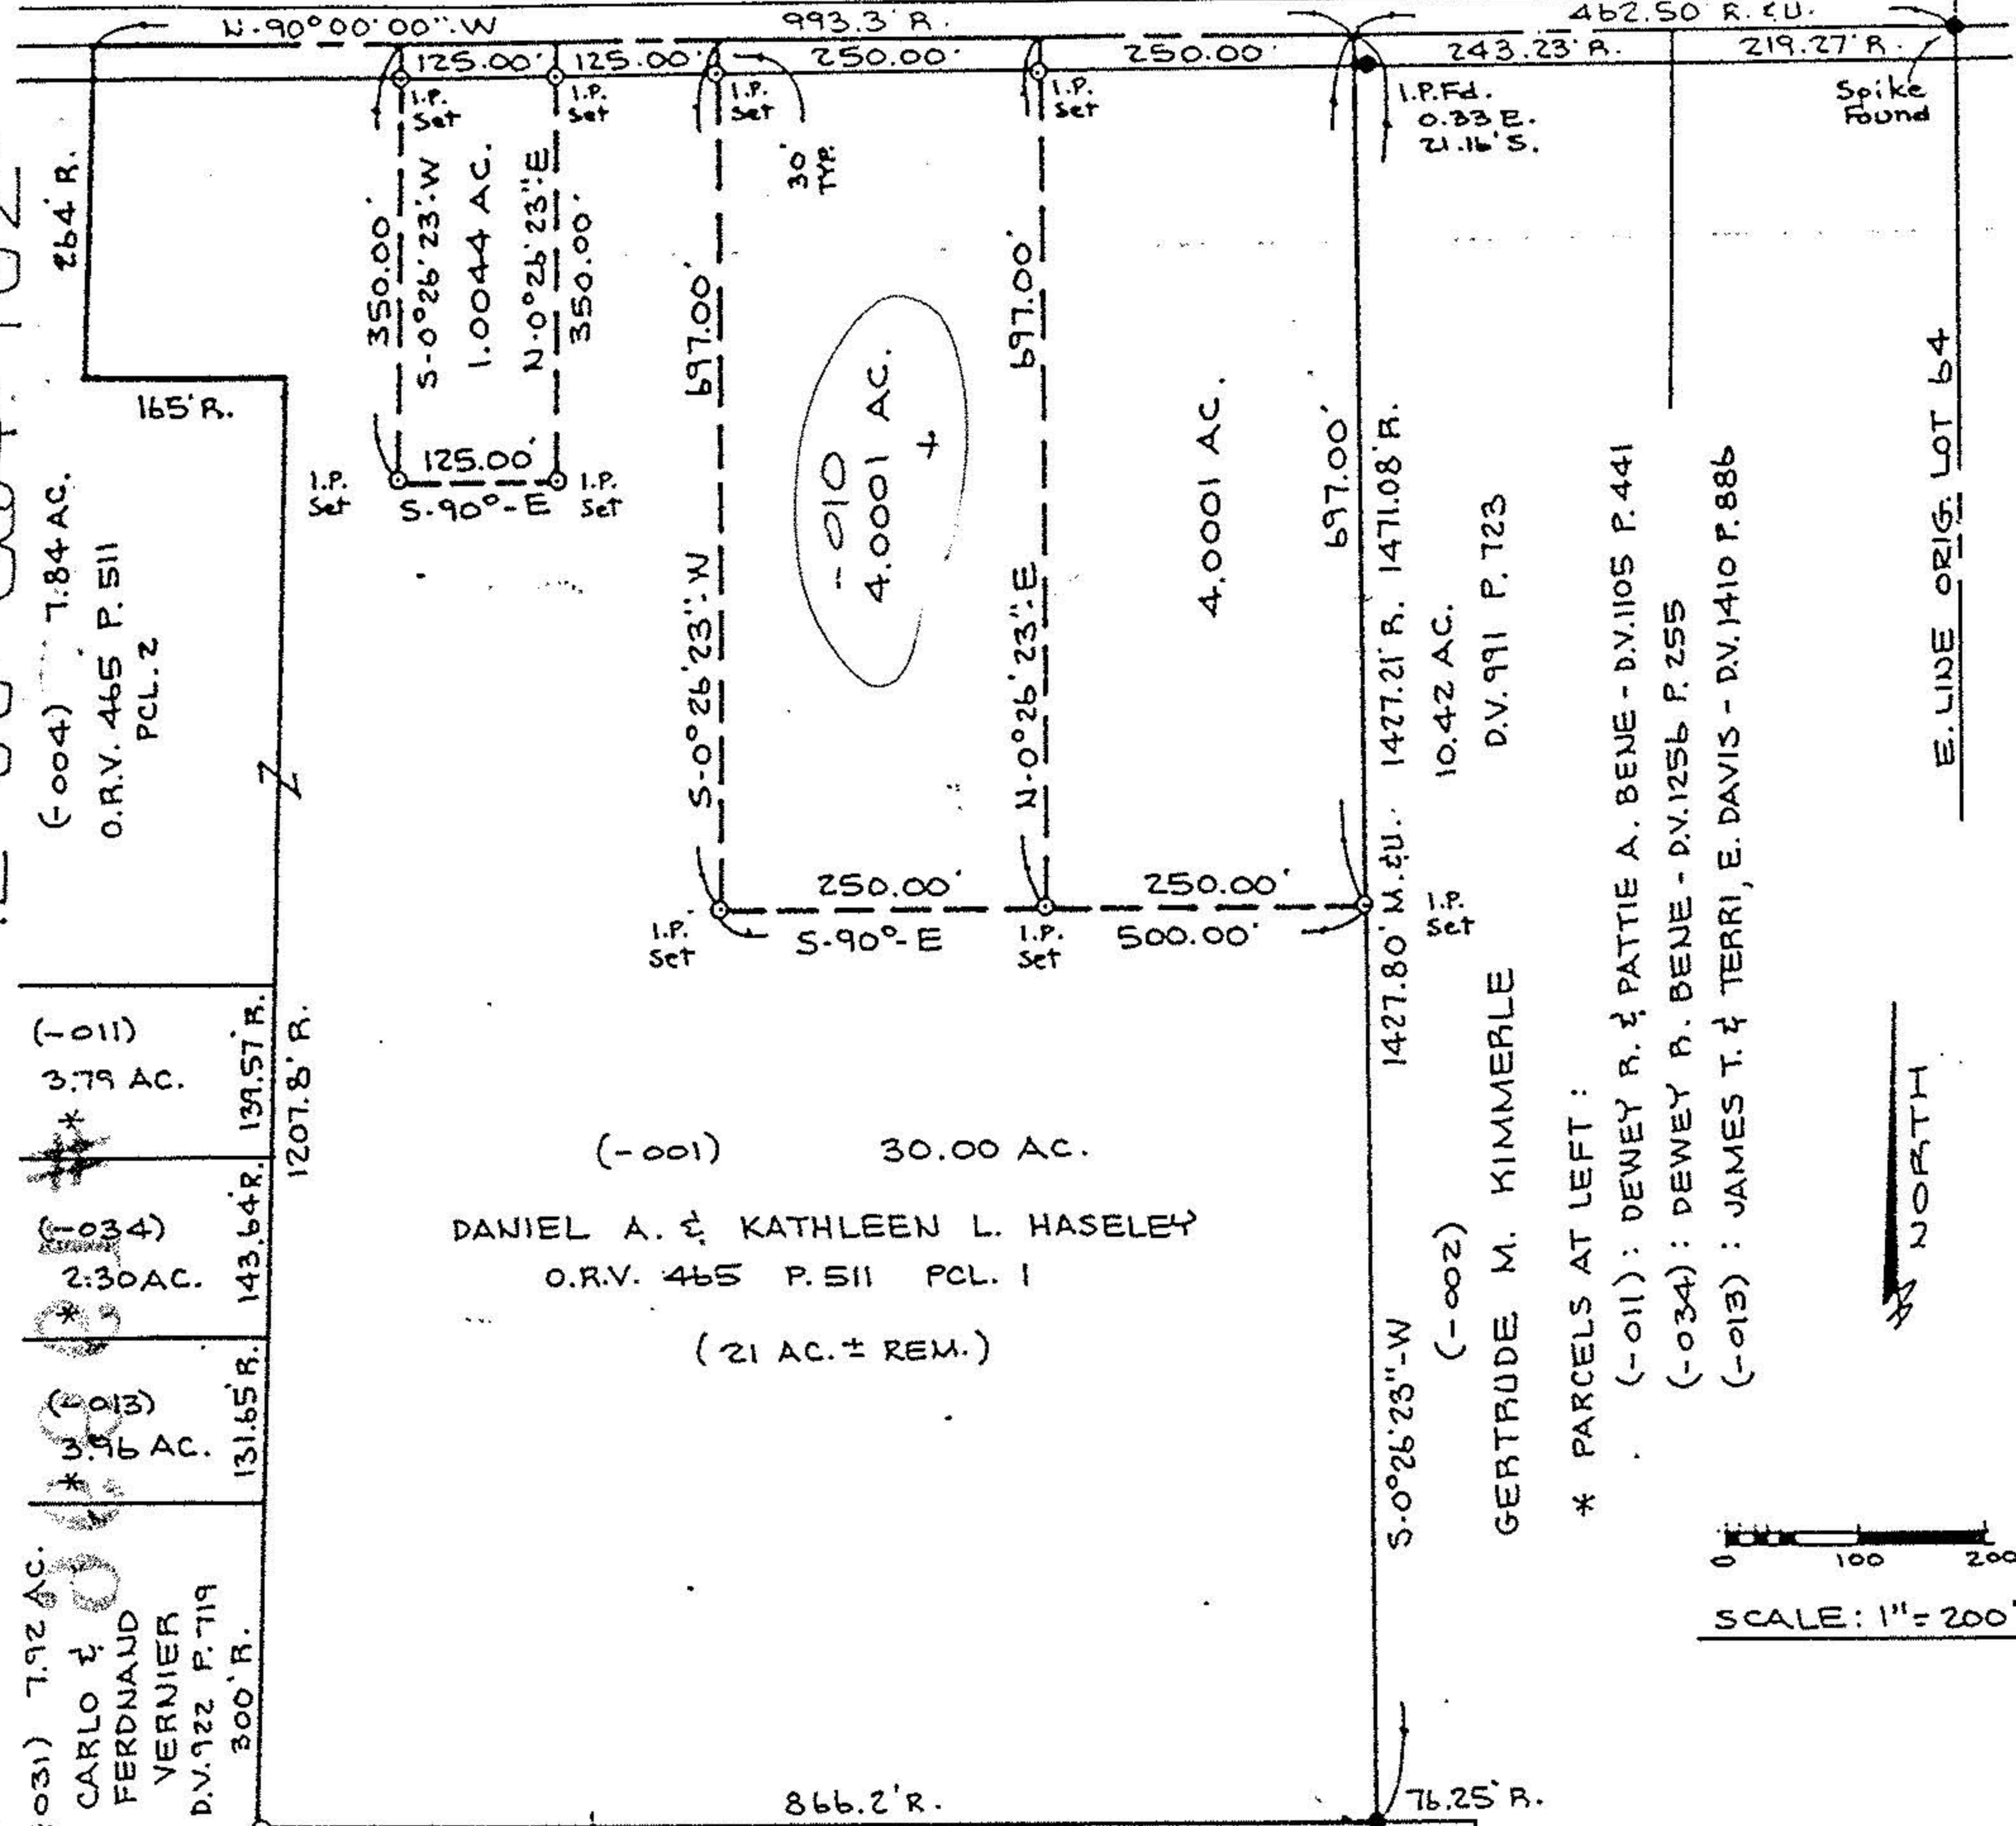 N-90°00'00"-W
993.3' R.
462.50' R. & U.
125.00'
125.00'
250.00'
250.00'
243.23' R.
219.27' R.
I.P. Set
I.P. Set
I.P. Set
I.P. Set
I.P.Fd.
0.33 E.
21.16' S.
Spike Found
30' TYP.
264' R.
165' R.
350.00'
S-0°26'23"-W
1.0044 AC.
N-0°26'23"-E
350.00'
I.P. Set
125.00'
S-90°-E
I.P. Set
697.00'
S-0°26'23"-W
-010
4.0001 AC.
+
697.00'
N-0°26'23"-E
4.0001 AC.
697.00'
250.00'
250.00'
I.P. Set
S-90°-E
I.P. Set
500.00'
I.P. Set
1427.80' M.&U. 1427.21' R. 1471.08' R.
S-0°26'23"-W
10.42 AC.
D.V. 991 P. 723
(-002)
GERTRUDE M. KIMMERLE
* PARCELS AT LEFT :
(-011) : DEWEY R. & PATTIE A. BENE - D.V.1105 P.441
(-034) : DEWEY R. BENE - D.V.1256 P.255
(-013) : JAMES T. & TERRI, E. DAVIS - D.V.1410 P.886
E. LINE ORIG. LOT 64
NORTH
(-004) 7.84 AC.
O.R.V. 465 P. 511
PCL. 2
(-011)
3.79 AC.
*
139.57' R.
1207.8' R.
(-034)
2.30 AC.
*
143.64' R.
(-013)
3.96 AC.
*
131.65' R.
031) 7.92 AC.
CARLO &
FERDNAND
VERNIER
D.V.922 P.719
300' R.
(-001) 30.00 AC.
DANIEL A. & KATHLEEN L. HASELEY
O.R.V. 465 P. 511 PCL. 1
(21 AC. ± REM.)
866.2' R.
76.25' R.
0 100 200
SCALE: 1" = 200'